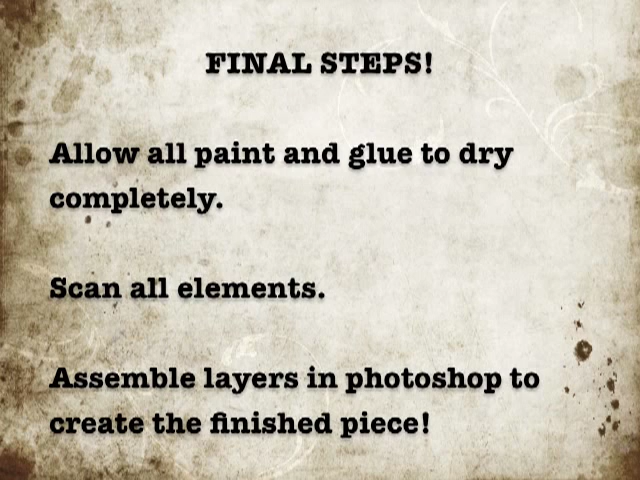 FINAL STEPS!
Allow all paint and glue to dry
completely.
Scan all elements.
Assemble layers in photoshop to
create the finished piece!